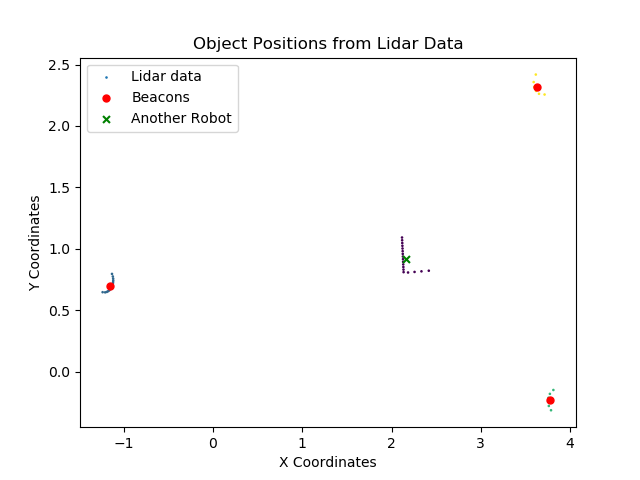 Object Positions from Lidar Data
Lidar data
Beacons
Another Robot
2.5
2.0
1.5
1.0
0.5
0.0
Y Coordinates
−1
0
1
2
3
4
X Coordinates